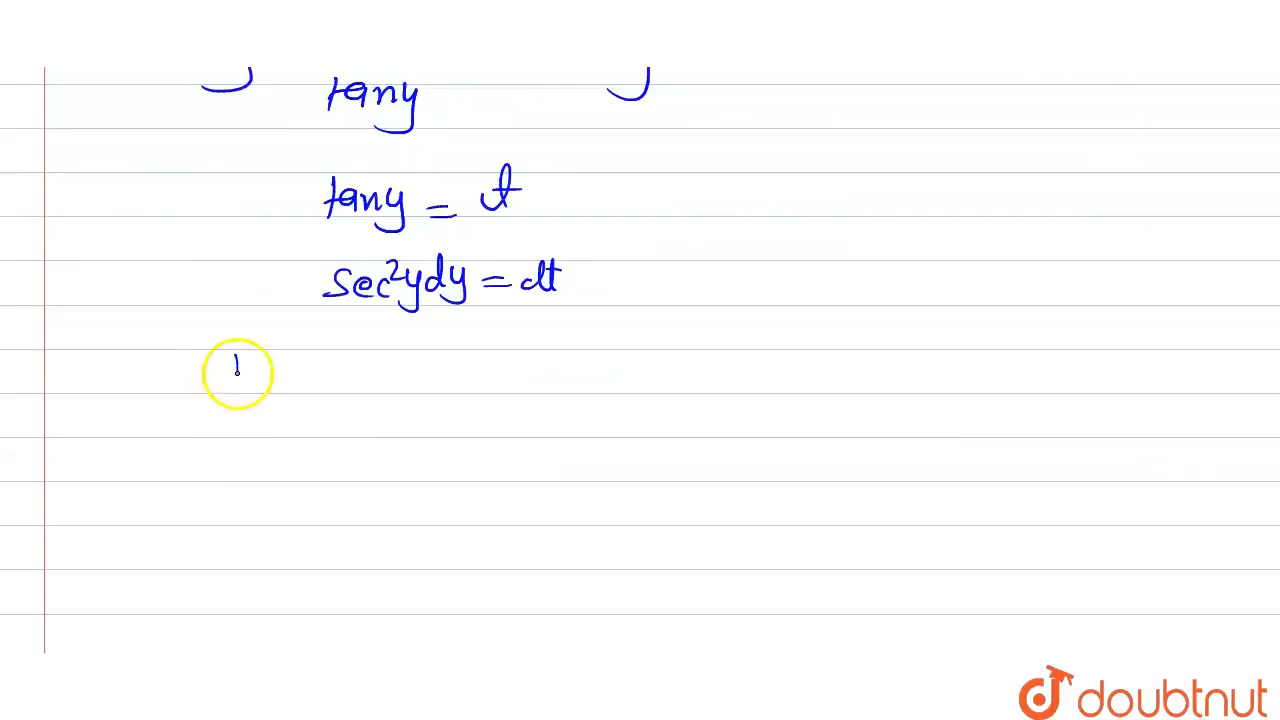 tany
tany = t
sec²ydy = dt
doubtnut